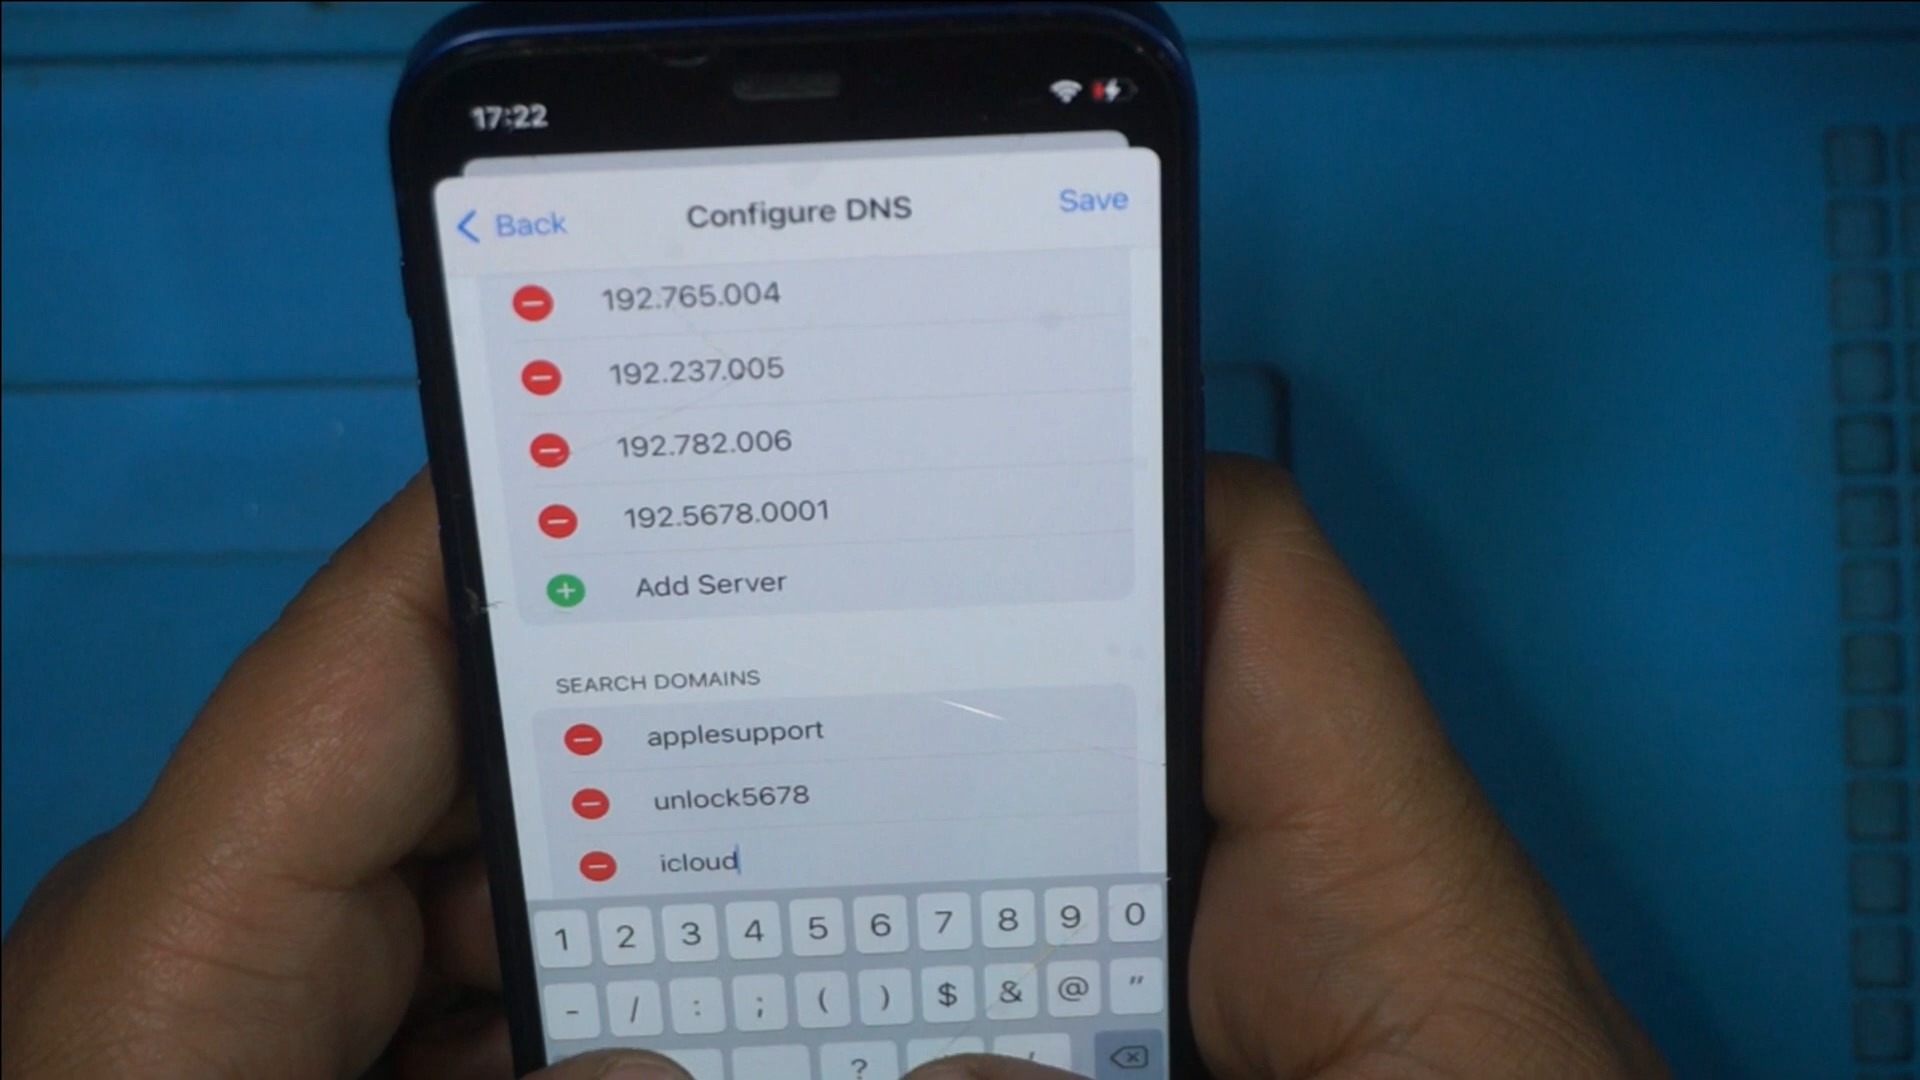 17:22
Back
Configure DNS
Save
192.765.004
192.237.005
192.782.006
192.5678.0001
Add Server
SEARCH DOMAINS
applesupport
unlock5678
icloud
1 2 3 4 5 6 7 8 9 0
- / : ; ( ) $ & @ "
?